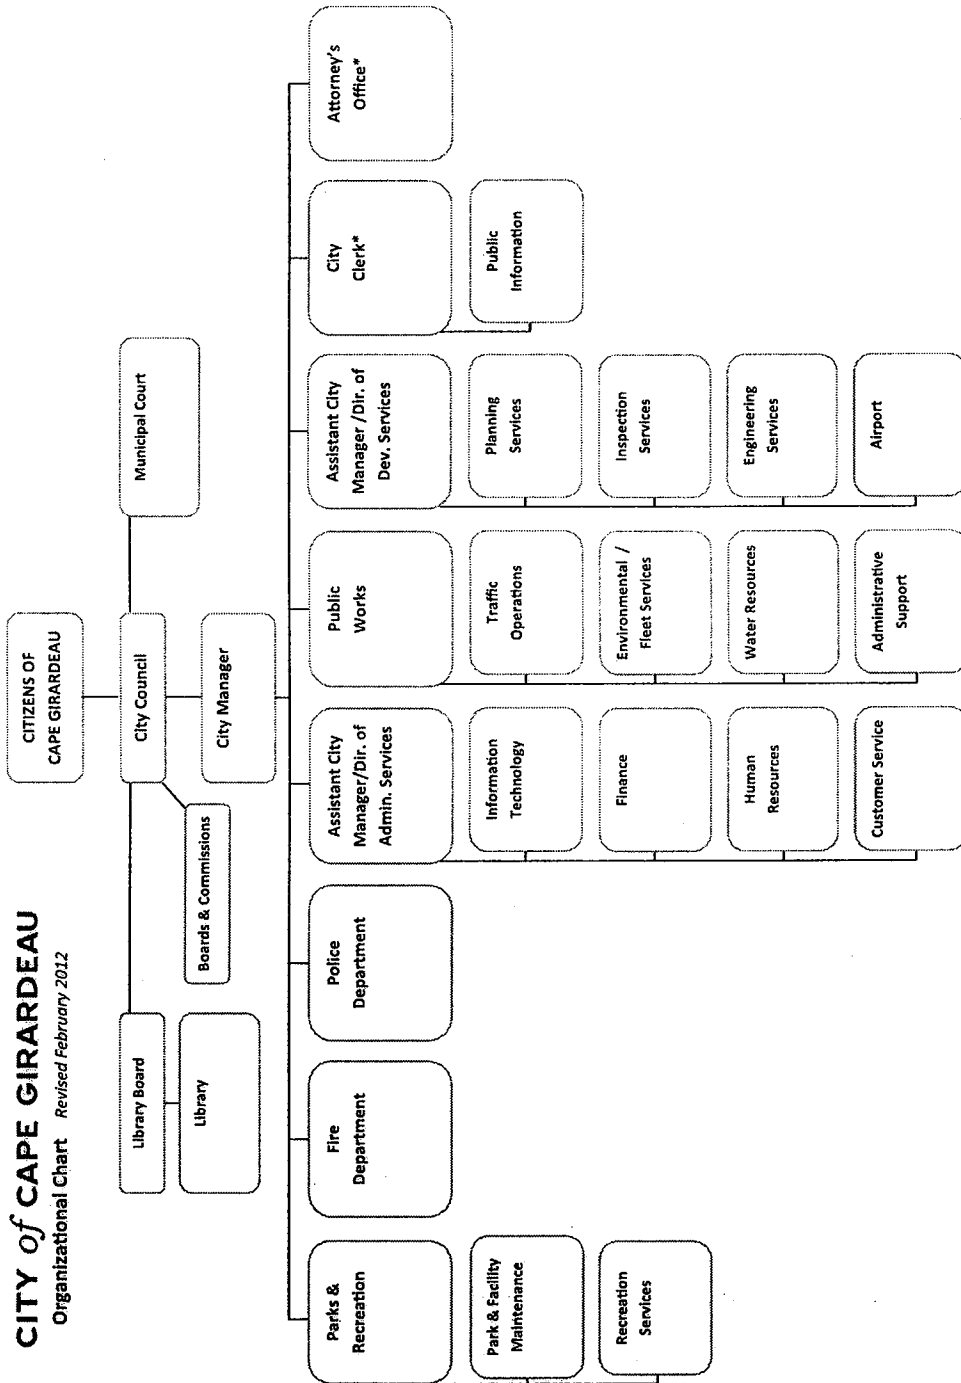 CITY of CAPE GIRARDEAU
Organizational Chart Revised February 2012
CITIZENS OF
CAPE GIRARDEAU
Library Board
City Council
Municipal Court
Library
Boards & Commissions
City Manager
Parks &
Recreation
Fire
Department
Police
Department
Assistant City
Manager/Dir. of
Admin. Services
Public
Works
Assistant City
Manager /Dir. of
Dev. Services
City
Clerk*
Attorney's
Office*
Park & Facility
Maintenance
Information
Technology
Traffic
Operations
Planning
Services
Public
Information
Recreation
Services
Finance
Environmental /
Fleet Services
Inspection
Services
Human
Resources
Water Resources
Engineering
Services
Customer Service
Administrative
Support
Airport